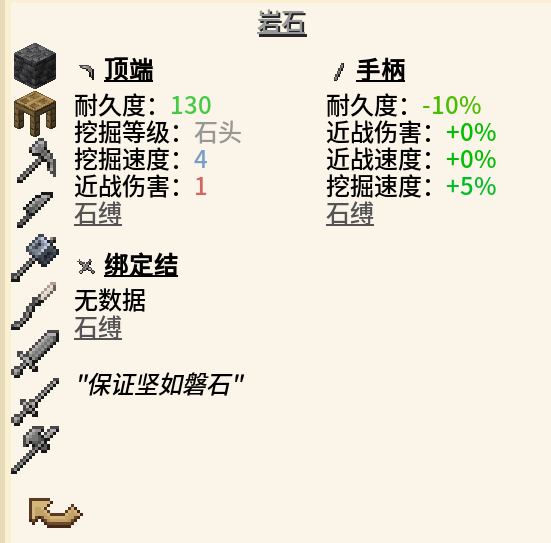 岩石
顶端
耐久度：130
挖掘等级：石头
挖掘速度：4
近战伤害：1
石缚
手柄
耐久度：-10%
近战伤害：+0%
近战速度：+0%
挖掘速度：+5%
石缚
绑定结
无数据
石缚
"保证坚如磐石"